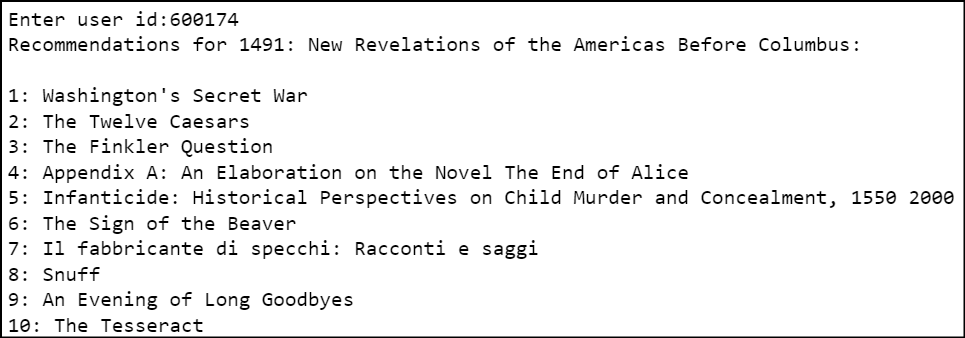 Enter user id:600174
Recommendations for 1491: New Revelations of the Americas Before Columbus:
1: Washington's Secret War
2: The Twelve Caesars
3: The Finkler Question
4: Appendix A: An Elaboration on the Novel The End of Alice
5: Infanticide: Historical Perspectives on Child Murder and Concealment, 1550 2000
6: The Sign of the Beaver
7: Il fabbricante di specchi: Racconti e saggi
8: Snuff
9: An Evening of Long Goodbyes
10: The Tesseract